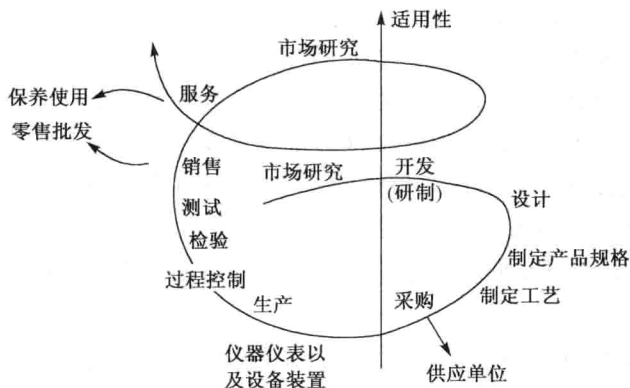 适用性
市场研究
服务
保养使用
零售批发
销售
市场研究
开发
(研制)
设计
测试
检验
制定产品规格
过程控制
生产
采购
制定工艺
仪器仪表以
及设备装置
供应单位